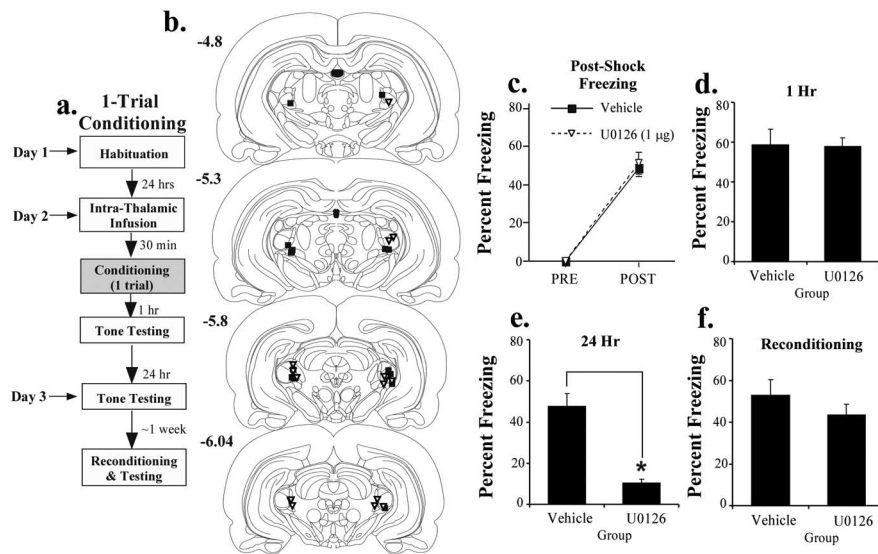 a.
1-Trial
Conditioning
Day 1
Habituation
24 hrs
Day 2
Intra-Thalamic
Infusion
30 min
Conditioning
(1 trial)
1 hr
Tone Testing
24 hr
Day 3
Tone Testing
~1 week
Reconditioning
& Testing
b.
-4.8
-5.3
-5.8
-6.04
c.
Post-Shock
Freezing
Vehicle
U0126 (1 µg)
Percent Freezing
80
60
40
20
0
PRE POST
d.
1 Hr
Percent Freezing
80
60
40
20
0
Vehicle U0126
Group
e.
24 Hr
Percent Freezing
80
60
40
20
0
*
Vehicle U0126
Group
f.
Reconditioning
Percent Freezing
80
60
40
20
0
Vehicle U0126
Group